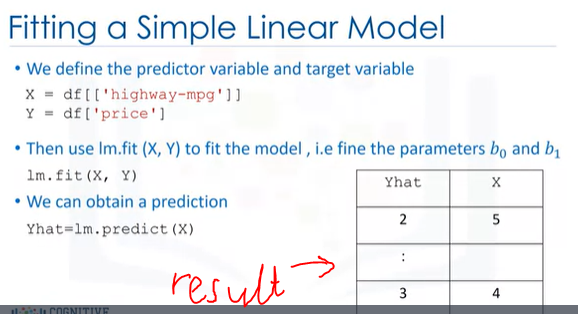 Fitting a Simple Linear Model
• We define the predictor variable and target variable
X = df[['highway-mpg']]
Y = df['price']
• Then use lm.fit (X, Y) to fit the model , i.e fine the parameters b₀ and b₁
lm.fit(X, Y)
• We can obtain a prediction
Yhat=lm.predict(X)
Yhat X
2 5
:
3 4
result
COGNITIVE